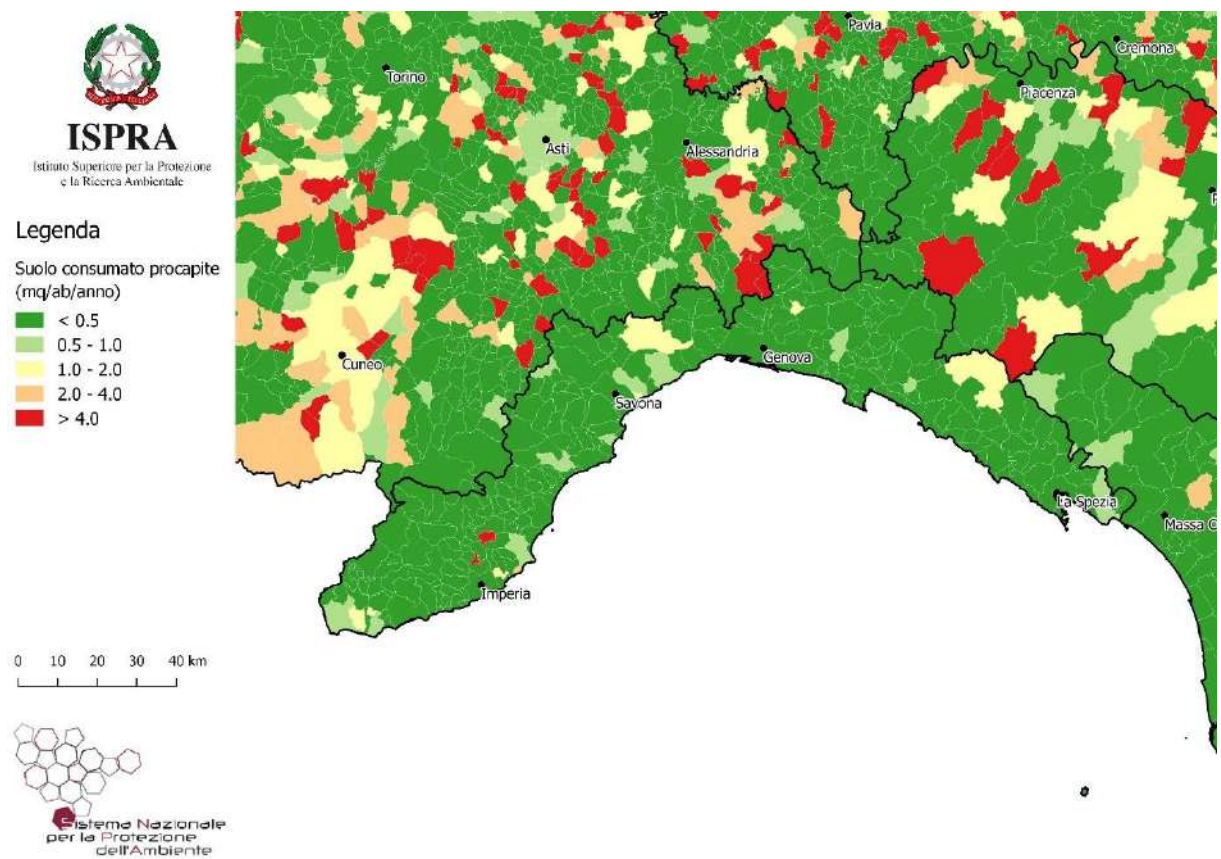 ISPRA
Istituto Superiore per la Protezione
e la Ricerca Ambientale
Legenda
Suolo consumato procapite
(mq/ab/anno)
< 0.5
0.5 - 1.0
1.0 - 2.0
2.0 - 4.0
> 4.0
Torino
Pavia
Cremona
Piacenza
Asti
Alessandria
Cuneo
Genova
Savona
La Spezia
Massa C
Imperia
0 10 20 30 40 km
Sistema Nazionale
per la Protezione
dell'Ambiente